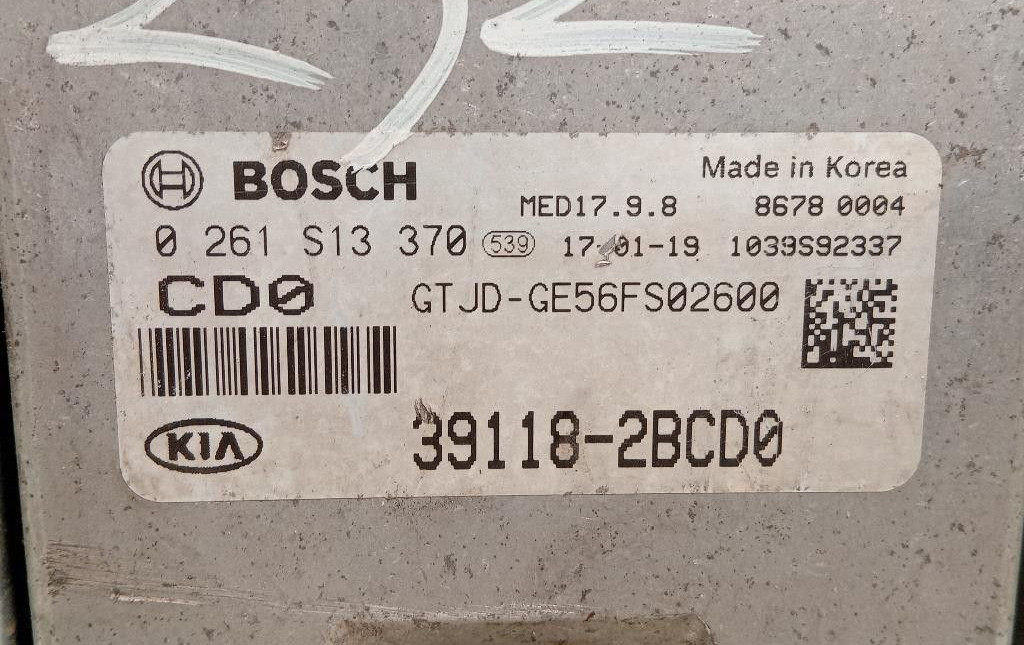 BOSCH
Made in Korea
MED17.9.8 8678 0004
0 261 S13 370 539 17-01-19 1039S92337
CD0 GTJD-GE56FS02600
KIA 39118-2BCD0